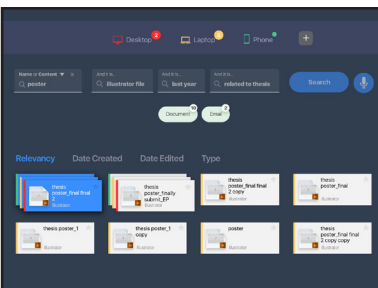 Desktop 2
Laptop
Phone
+
Name or Content ▼ ×
And it is..
And it is..
And it is..
poster
illustrator file
last year
related to thesis
Search
Document 10
Email 2
Relevancy
Date Created
Date Edited
Type
thesis
poster_final final
2
Illustrator
thesis
poster_finally
submit_EP
Illustrator
thesis
poster_final final
2 copy
Illustrator
thesis
poster_final
Illustrator
thesis poster_1
Illustrator
thesis poster_1
copy
Illustrator
poster
Illustrator
thesis
poster_final final
2 copy copy
Illustrator